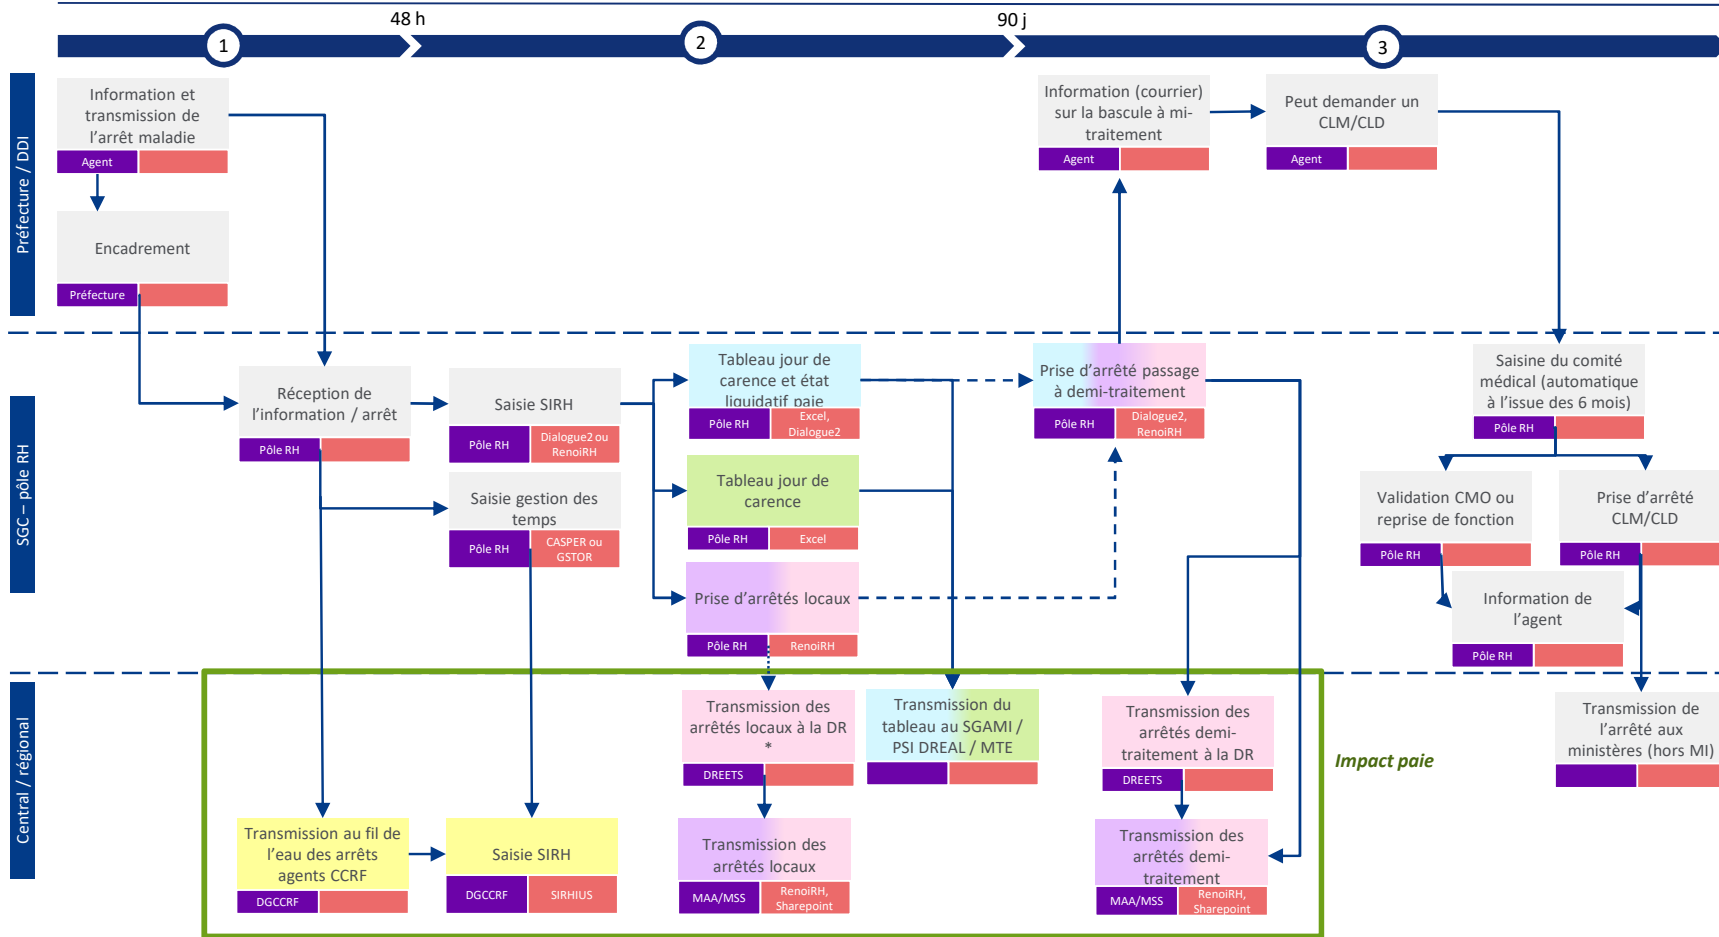 48 h
90 j
1
2
3
Préfecture / DDI
Information et
transmission de
l'arrêt maladie
Agent
Encadrement
Préfecture
Information (courrier)
sur la bascule à mi-
traitement
Agent
Peut demander un
CLM/CLD
Agent
SGC – pôle RH
Réception de
l'information / arrêt
Pôle RH
Saisie SIRH
Pôle RH
Dialogue2 ou
RenoiRH
Saisie gestion des
temps
Pôle RH
CASPER ou
GSTOR
Tableau jour de
carence et état
liquidatif paie
Pôle RH
Excel,
Dialogue2
Tableau jour de
carence
Pôle RH
Excel
Prise d'arrêtés locaux
Pôle RH
RenoiRH
Prise d'arrêté passage
à demi-traitement
Pôle RH
Dialogue2,
RenoiRH
Saisine du comité
médical (automatique
à l'issue des 6 mois)
Pôle RH
Validation CMO ou
reprise de fonction
Pôle RH
Prise d'arrêté
CLM/CLD
Pôle RH
Information de
l'agent
Pôle RH
Central / régional
Transmission au fil de
l'eau des arrêts
agents CCRF
DGCCRF
Saisie SIRH
DGCCRF
SIRHIUS
Transmission des
arrêtés locaux à la DR
*
DREETS
Transmission des
arrêtés locaux
MAA/MSS
RenoiRH,
Sharepoint
Transmission du
tableau au SGAMI /
PSI DREAL / MTE
Transmission des
arrêtés demi-
traitement à la DR
DREETS
Transmission des
arrêtés demi-
traitement
MAA/MSS
RenoiRH,
Sharepoint
Impact paie
Transmission de
l'arrêté aux
ministères (hors MI)